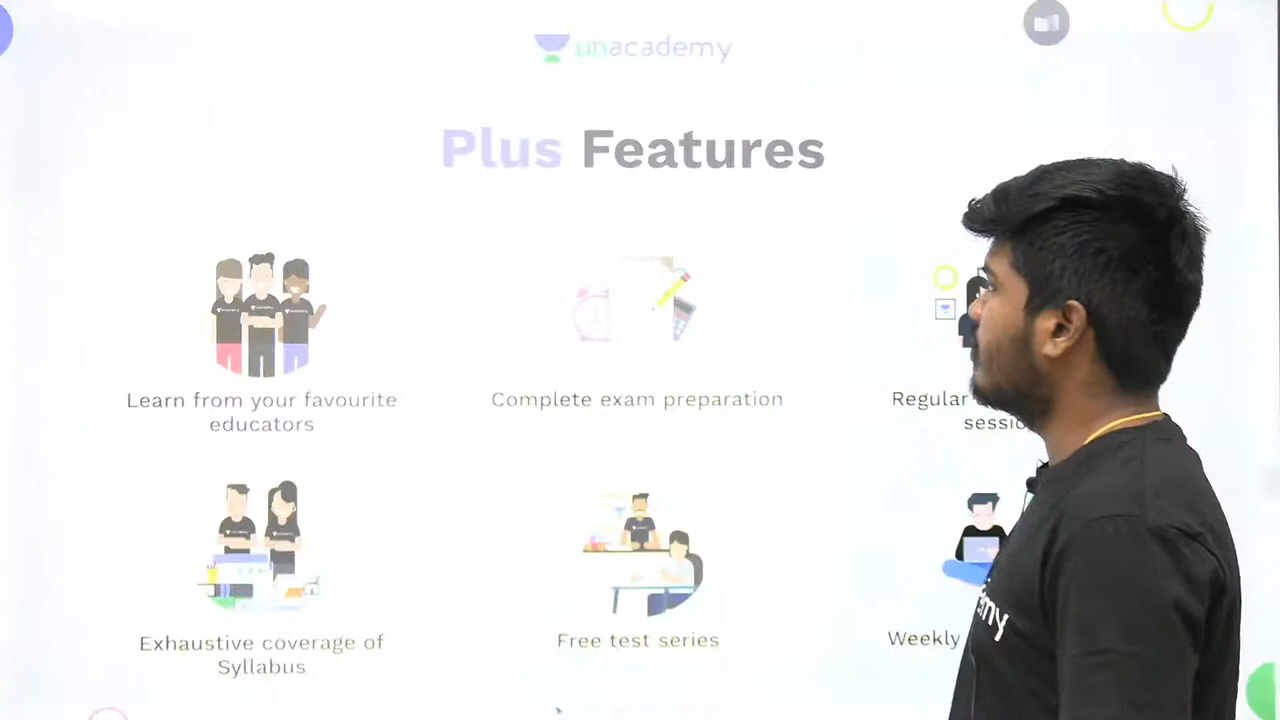 unacademy
Plus Features
Learn from your favourite
educators
Complete exam preparation
Regular
Exhaustive coverage of
Syllabus
Free test series
Weekly